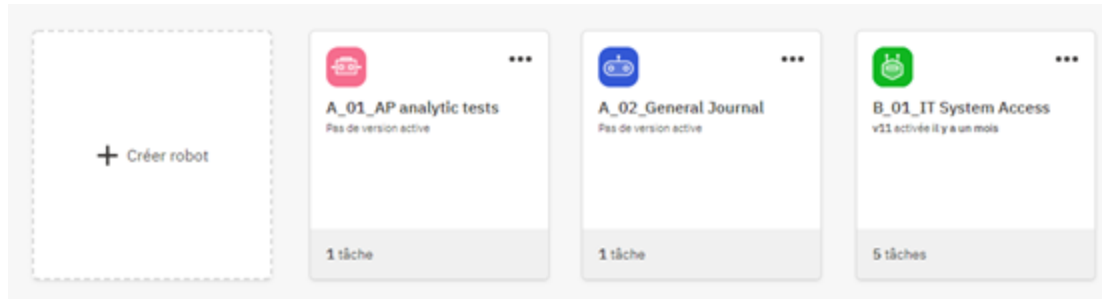 + Créer robot
A_01_AP analytic tests
Pas de version active
1 tâche
A_02_General Journal
Pas de version active
1 tâche
B_01_IT System Access
v11 activée il y a un mois
5 tâches